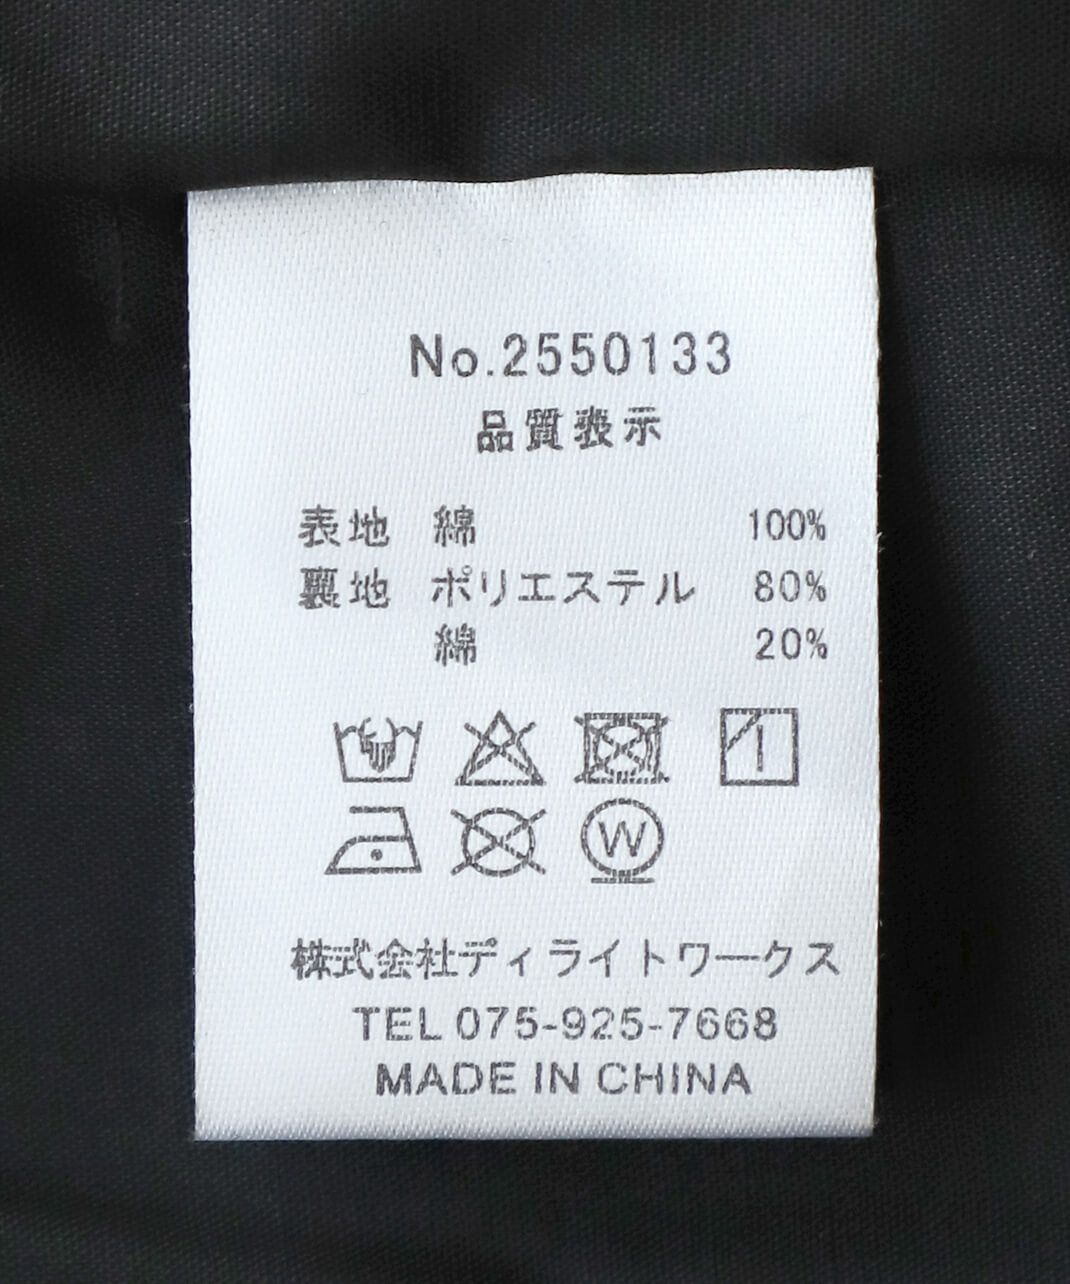 No.2550133
品質表示
表地 綿 100%
裏地 ポリエステル 80%
綿 20%
W
株式会社ディライトワークス
TEL 075-925-7668
MADE IN CHINA